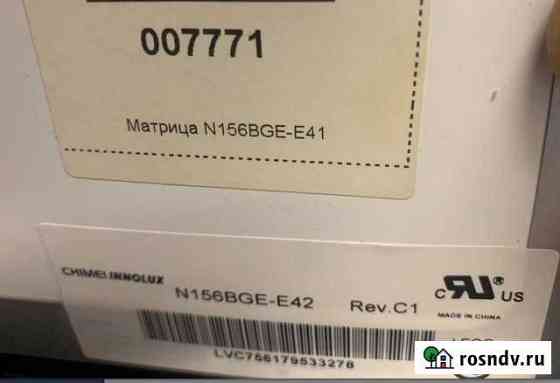 007771
Матрица N156BGE-E41
CHIMEI INNOLUX
N156BGE-E42 Rev.C1
c US
MADE IN CHINA
LVC756179533278
rosndv.ru